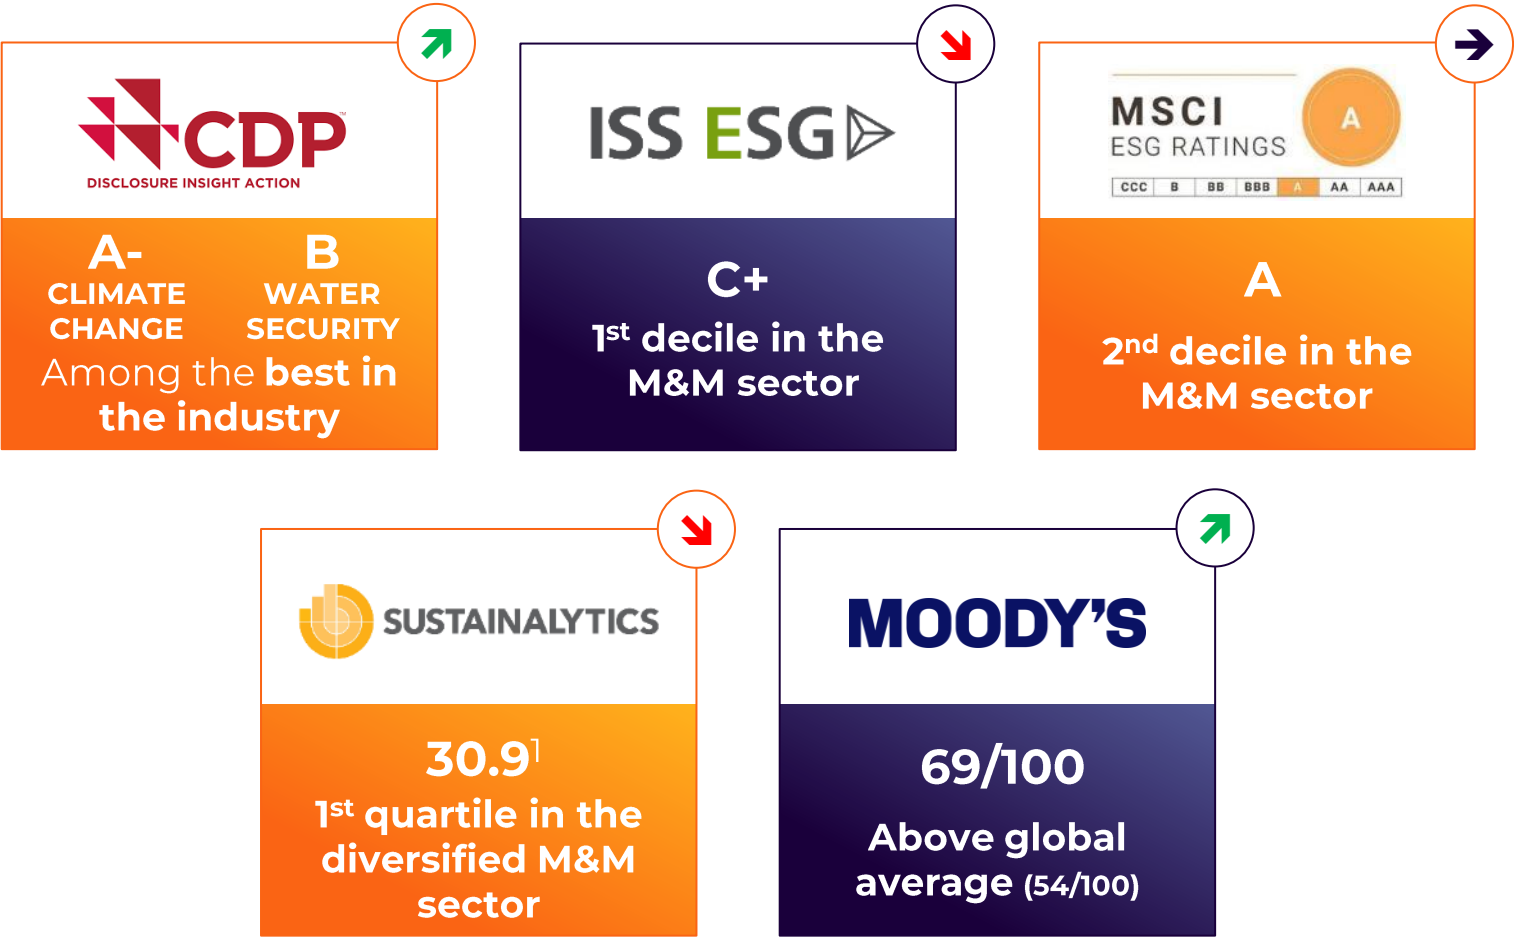 CDP™
DISCLOSURE INSIGHT ACTION
A-
CLIMATE
CHANGE
B
WATER
SECURITY
Among the best in
the industry
ISS ESG
C+
1st decile in the
M&M sector
MSCI
ESG RATINGS
A
CCC B BB BBB A AA AAA
A
2nd decile in the
M&M sector
SUSTAINALYTICS
30.91
1st quartile in the
diversified M&M
sector
MOODY'S
69/100
Above global
average (54/100)